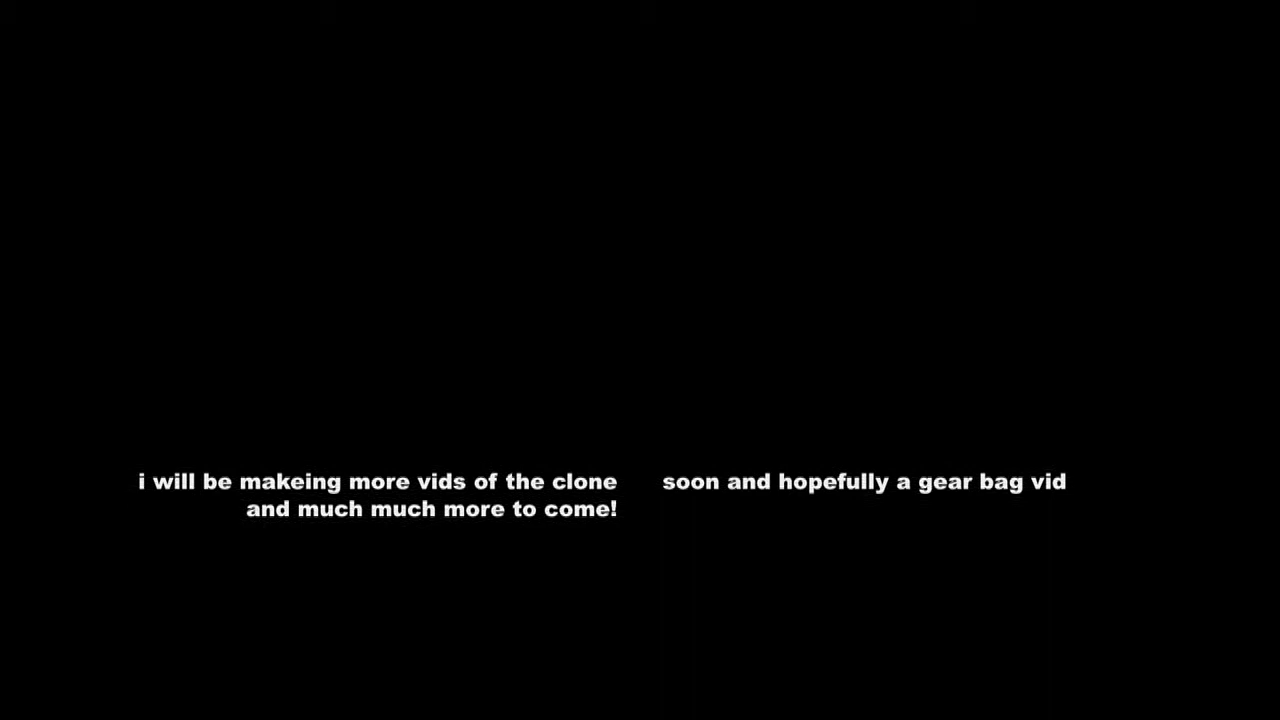 i will be makeing more vids of the clone soon and hopefully a gear bag vid
and much much more to come!